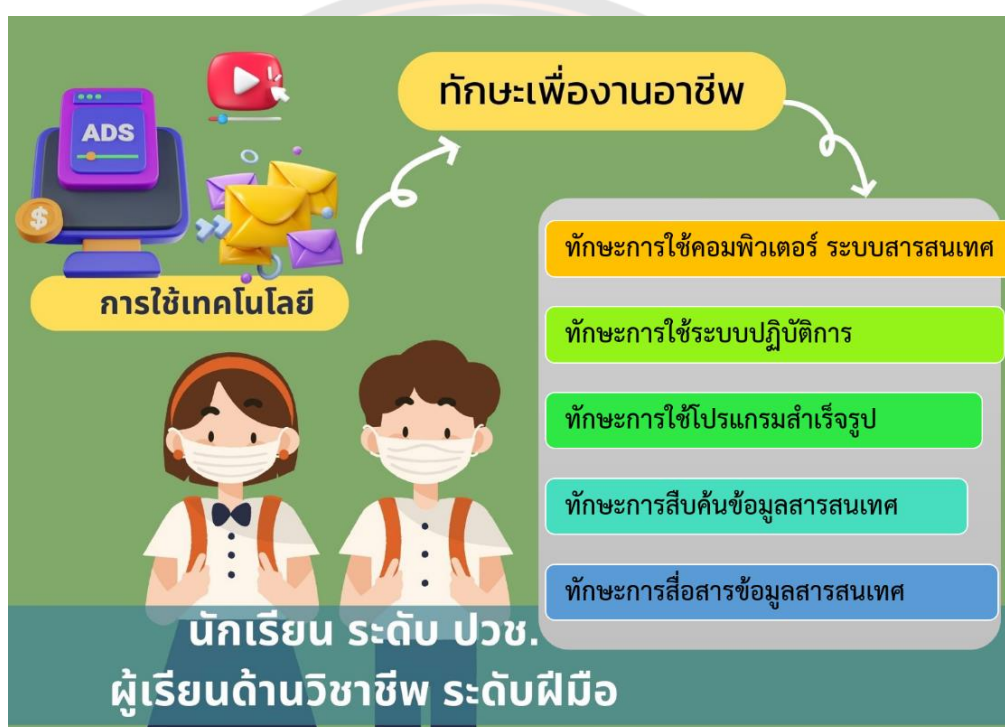 ทักษะเพื่องานอาชีพ
ADS
$
การใช้เทคโนโลยี
ทักษะการใช้คอมพิวเตอร์ ระบบสารสนเทศ
ทักษะการใช้ระบบปฏิบัติการ
ทักษะการใช้โปรแกรมสำเร็จรูป
ทักษะการสืบค้นข้อมูลสารสนเทศ
ทักษะการสื่อสารข้อมูลสารสนเทศ
นักเรียน ระดับ ปวช.
ผู้เรียนด้านวิชาชีพ ระดับฝีมือ